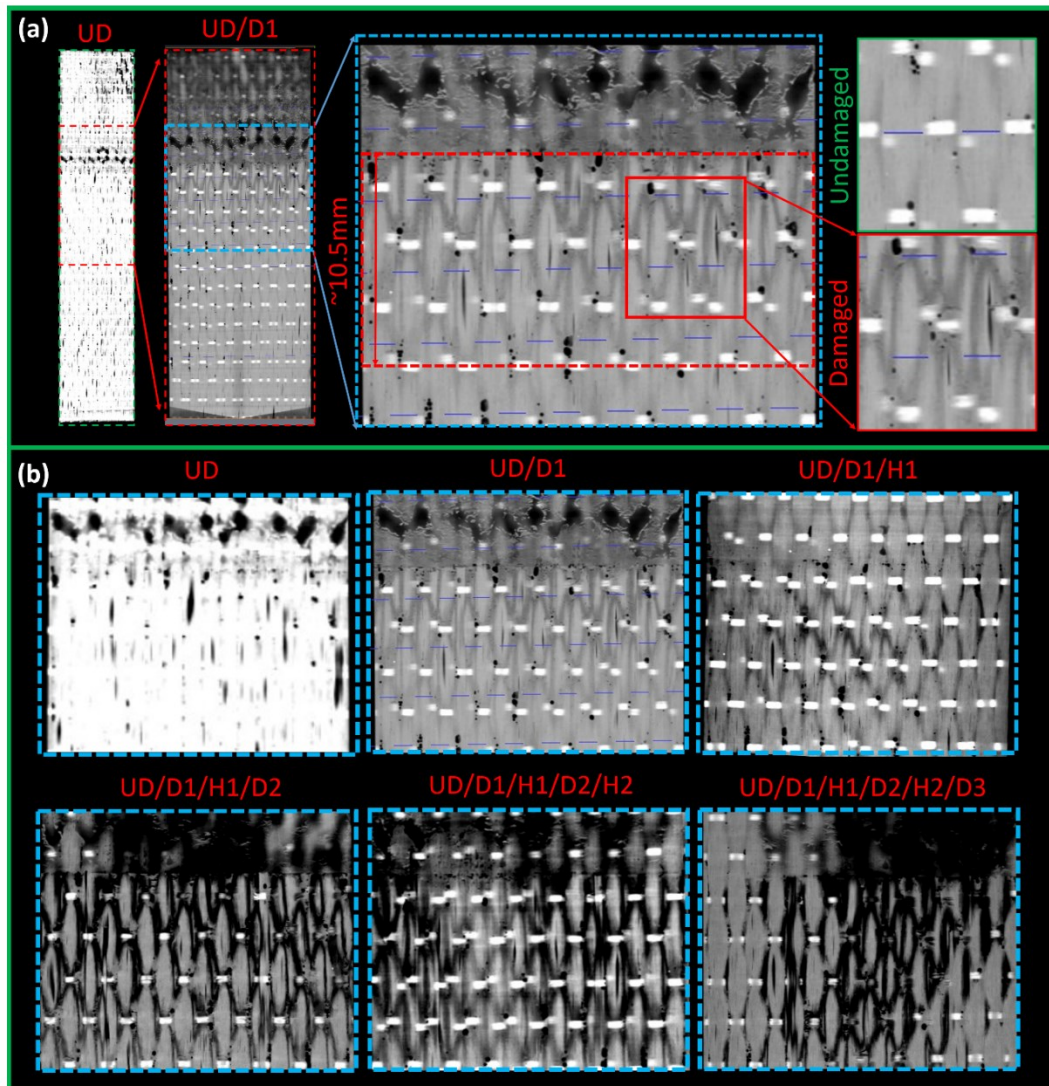 (a)
UD
UD/D1
~10.5mm
Undamaged
Damaged
(b)
UD
UD/D1
UD/D1/H1
UD/D1/H1/D2
UD/D1/H1/D2/H2
UD/D1/H1/D2/H2/D3